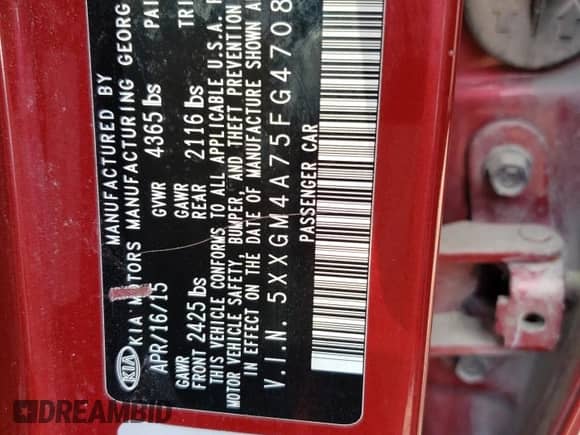 MANUFACTURED BY
KIA MOTORS MANUFACTURING GEORG
APR/16/15 GVWR 4365 lbs PAI
GAWR FRONT 2425 lbs GAWR REAR 2116 lbs TRI
THIS VEHICLE CONFORMS TO ALL APPLICABLE U.S.A. F
MOTOR VEHICLE SAFETY, BUMPER, AND THEFT PREVENTION
IN EFFECT ON THE DATE OF MANUFACTURE SHOWN A
V.I.N. 5XXGM4A75FG4708
PASSENGER CAR
KIA
DREAMBID